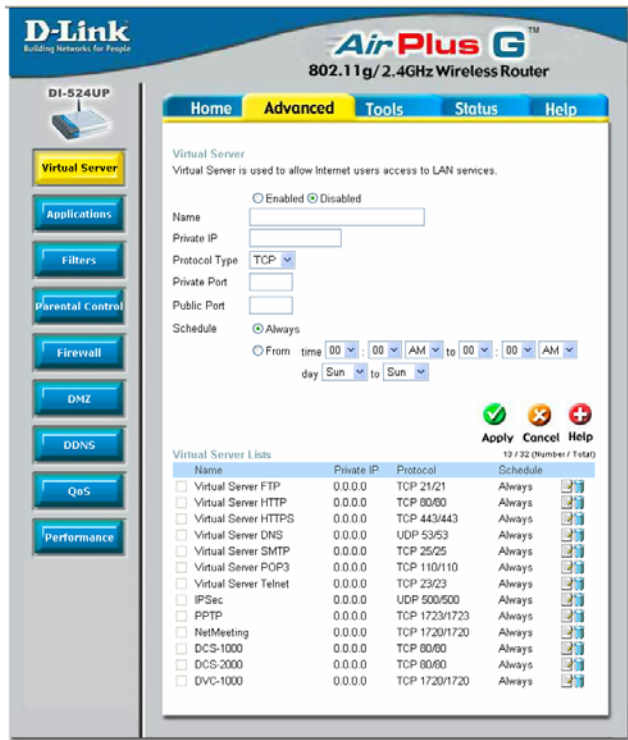 D-Link
Building Networks for People
AirPlus G™
802.11g/2.4GHz Wireless Router
DI-524UP
Home Advanced Tools Status Help
Virtual Server
Applications
Filters
Parental Control
Firewall
DMZ
DDNS
QoS
Performance
Virtual Server
Virtual Server is used to allow Internet users access to LAN services.
Enabled Disabled
Name
Private IP
Protocol Type TCP
Private Port
Public Port
Schedule Always
From time 00 : 00 AM to 00 : 00 AM
day Sun to Sun
Apply Cancel Help
Virtual Server Lists 13 / 32 (Number / Total)
Name Private IP Protocol Schedule
Virtual Server FTP 0.0.0.0 TCP 21/21 Always
Virtual Server HTTP 0.0.0.0 TCP 80/80 Always
Virtual Server HTTPS 0.0.0.0 TCP 443/443 Always
Virtual Server DNS 0.0.0.0 UDP 53/53 Always
Virtual Server SMTP 0.0.0.0 TCP 25/25 Always
Virtual Server POP3 0.0.0.0 TCP 110/110 Always
Virtual Server Telnet 0.0.0.0 TCP 23/23 Always
IPSec 0.0.0.0 UDP 500/500 Always
PPTP 0.0.0.0 TCP 1723/1723 Always
NetMeeting 0.0.0.0 TCP 1720/1720 Always
DCS-1000 0.0.0.0 TCP 80/80 Always
DCS-2000 0.0.0.0 TCP 80/80 Always
DVC-1000 0.0.0.0 TCP 1720/1720 Always